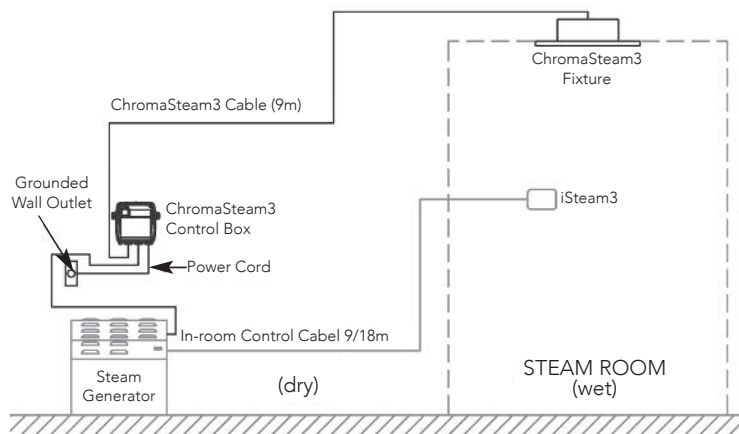 ChromaSteam3
Fixture
ChromaSteam3 Cable (9m)
Grounded
Wall Outlet
ChromaSteam3
Control Box
iSteam3
Power Cord
In-room Control Cabel 9/18m
Steam
Generator
(dry)
STEAM ROOM
(wet)